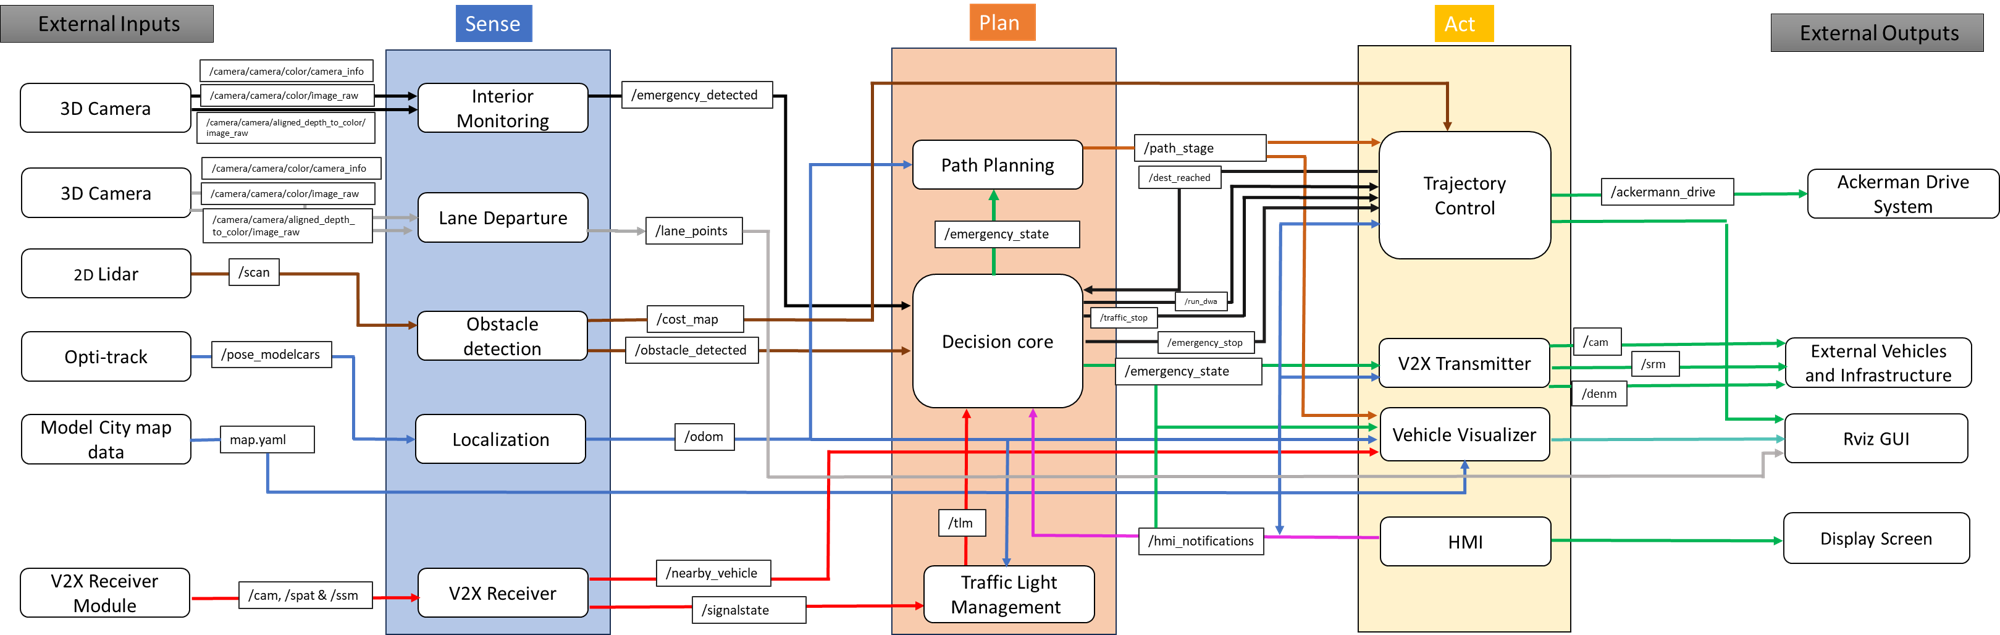 External Inputs
Sense
Plan
Act
External Outputs
/camera/camera/color/camera_info
3D Camera
/camera/camera/color/image_raw
/camera/camera/aligned_depth_to_color/
image_raw
Interior
Monitoring
/emergency_detected
/camera/camera/color/camera_info
3D Camera
/camera/camera/color/image_raw
/camera/camera/aligned_depth_
to_color/image_raw
Lane Departure
/lane_points
Path Planning
/path_stage
/dest_reached
Trajectory
Control
/ackermann_drive
Ackerman Drive
System
/emergency_state
2D Lidar
/scan
Obstacle
detection
/cost_map
/obstacle_detected
Decision core
/run_dwa
/traffic_stop
/emergency_stop
/emergency_state
Opti-track
/pose_modelcars
V2X Transmitter
/cam
/srm
/denm
External Vehicles
and Infrastructure
Model City map
data
map.yaml
Localization
/odom
Vehicle Visualizer
Rviz GUI
/tlm
/hmi_notifications
HMI
Display Screen
V2X Receiver
Module
/cam, /spat & /ssm
V2X Receiver
/nearby_vehicle
/signalstate
Traffic Light
Management